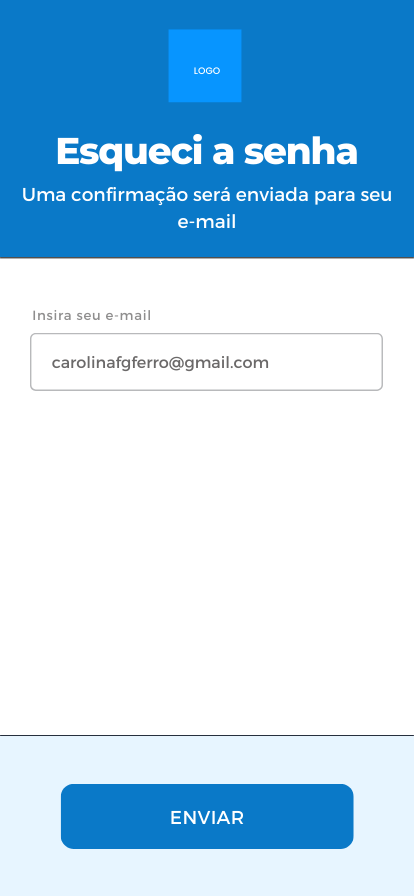 LOGO
Esqueci a senha
Uma confirmação será enviada para seu
e-mail
Insira seu e-mail
carolinafgferro@gmail.com
ENVIAR